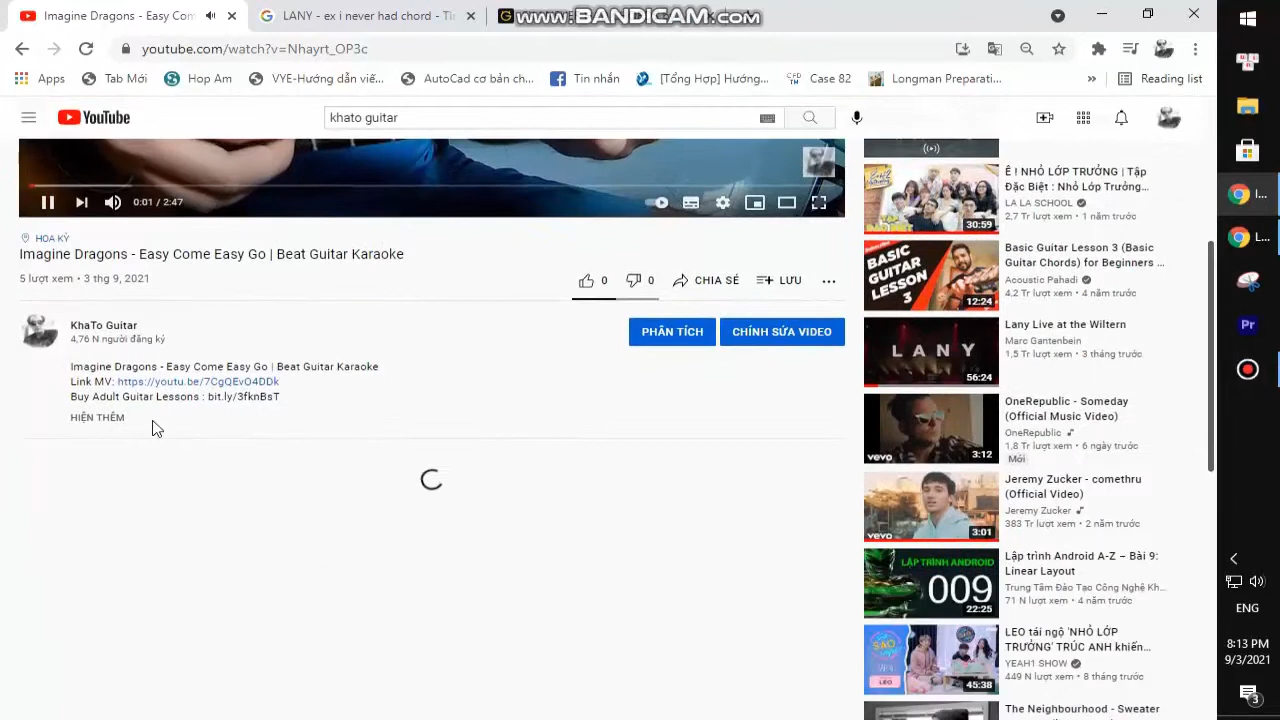 Imagine Dragons - Easy Com
LANY - ex i never had chord - T
www.BANDICAM.com
youtube.com/watch?v=Nhayrt_OP3c
Apps
Tab Mới
Hop Am
VYE-Hướng dẫn viế...
AutoCad cơ bản ch...
Tin nhắn
[Tổng Hợp] Hướng...
Case 82
Longman Preparati...
»
Reading list
YouTube
khato guitar
0:01 / 2:47
HOA KỲ
Imagine Dragons - Easy Come Easy Go | Beat Guitar Karaoke
5 lượt xem • 3 thg 9, 2021
0
0
CHIA SẺ
LƯU
KhaTo Guitar
4,76 N người đăng ký
PHÂN TÍCH
CHỈNH SỬA VIDEO
Imagine Dragons - Easy Come Easy Go | Beat Guitar Karaoke
Link MV: https://youtu.be/7CgQEvO4DDk
Buy Adult Guitar Lessons : bit.ly/3fknBsT
HIỆN THÊM
30:59
Ê ! NHỎ LỚP TRƯỞNG | Tập
Đặc Biệt : Nhỏ Lớp Trưởng...
LA LA SCHOOL
2,7 Tr lượt xem • 1 năm trước
BASIC
GUITAR
LESSON
3
12:24
Basic Guitar Lesson 3 (Basic
Guitar Chords) for Beginners ...
Acoustic Pahadi
4,2 Tr lượt xem • 4 năm trước
LANY
56:24
Lany Live at the Wiltern
Marc Gantenbein
1,5 Tr lượt xem • 3 tháng trước
vevo
3:12
OneRepublic - Someday
(Official Music Video)
OneRepublic
1,8 Tr lượt xem • 6 ngày trước
Mới
vevo
3:01
Jeremy Zucker - comethru
(Official Video)
Jeremy Zucker
383 Tr lượt xem • 2 năm trước
LẬP TRÌNH ANDROID
009
22:25
Lập trình Android A-Z – Bài 9:
Linear Layout
Trung Tâm Đào Tạo Công Nghệ Kh...
71 N lượt xem • 4 năm trước
SAO
LEO
45:38
LEO tái ngộ 'NHỎ LỚP
TRƯỞNG' TRÚC ANH khiến...
YEAH1 SHOW
449 N lượt xem • 8 tháng trước
The Neighbourhood - Sweater
I...
L...
Pr
ENG
8:13 PM
9/3/2021
3